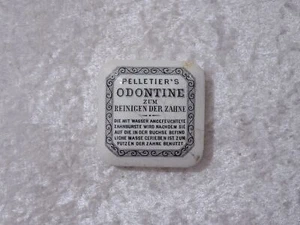 PELLETIER'S
ODONTINE
ZUM
REINIGEN DER ZÄHNE
DIE MIT WASSER ANGEFEUCHTETE
ZAHNBÜRSTE WIRD NACHDEM SIE
AUF DIE IN DER BÜCHSE BEFIND
LICHE MASSE GERIEBEN IST ZUM
PUTZEN DER ZÄHNE BENUTZT